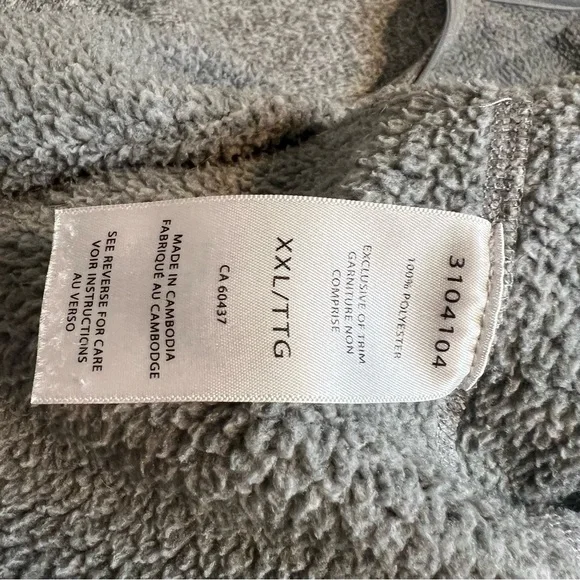 3104104
100% POLYESTER
EXCLUSIVE OF TRIM
GARNITURE NON
COMPRISE
XXL/TTG
CA 60437
MADE IN CAMBODIA
FABRIQUÉ AU CAMBODGE
SEE REVERSE FOR CARE
VOIR INSTRUCTIONS
AU VERSO